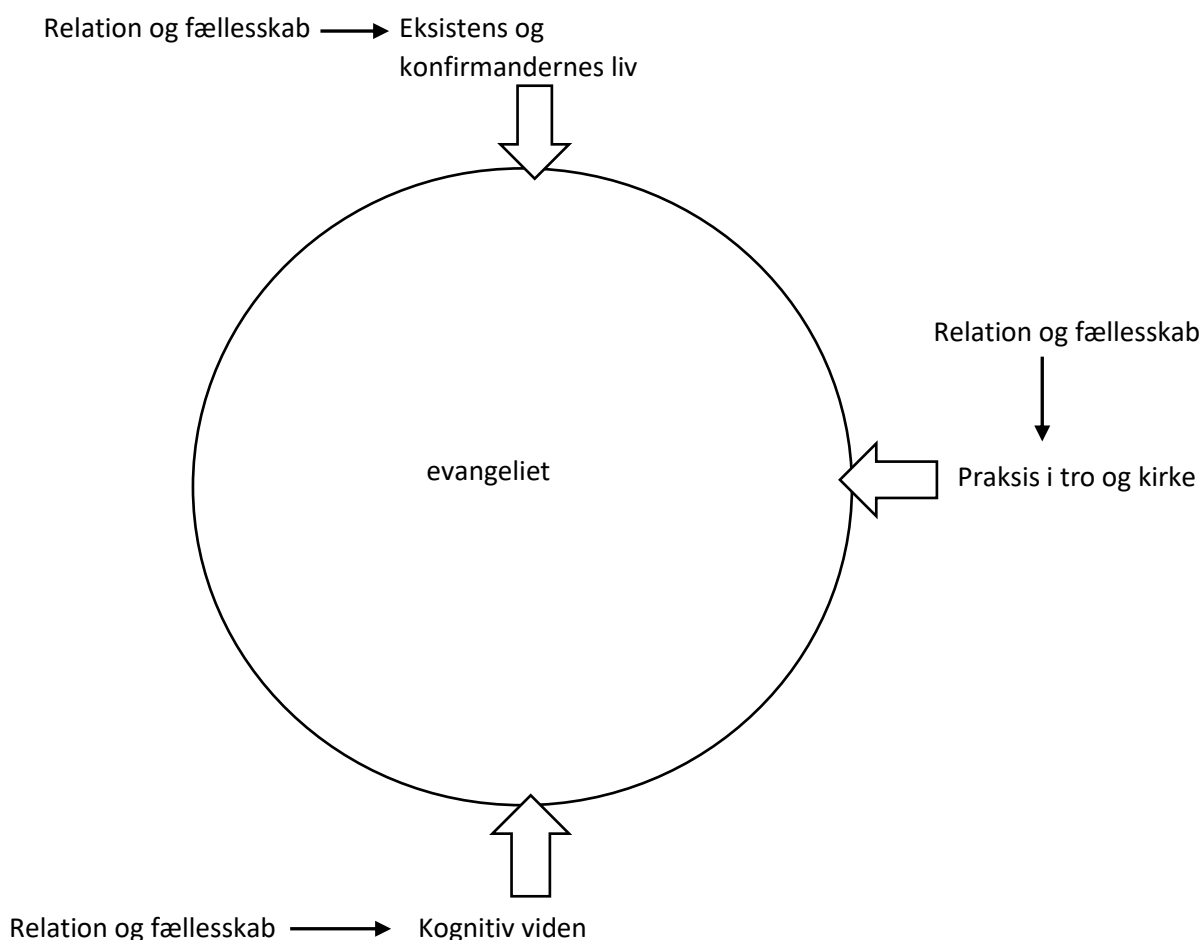 Relation og fællesskab Eksistens og
konfirmandernes liv
Relation og fællesskab
evangeliet
Praksis i tro og kirke
Relation og fællesskab Kognitiv viden